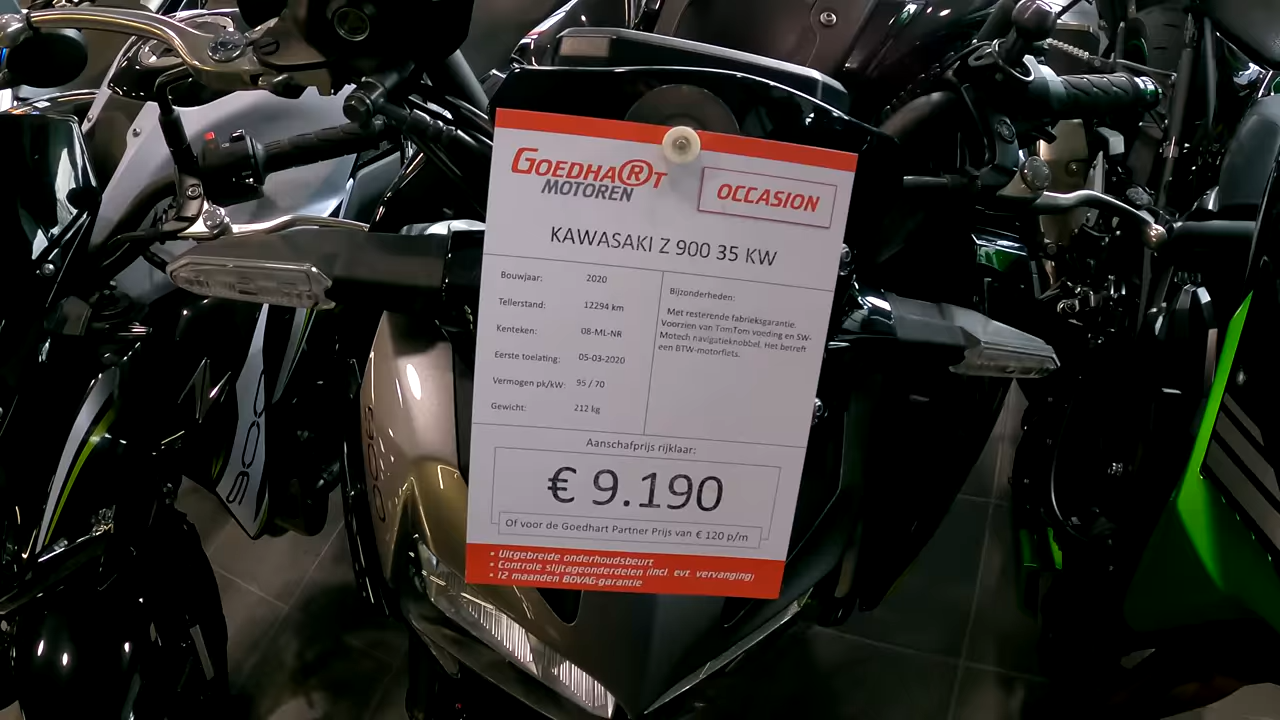 GOEDHA®T
MOTOREN
OCCASION
KAWASAKI Z 900 35 KW
Bouwjaar: 2020
Tellerstand: 12294 km
Kenteken: 08-ML-NR
Eerste toelating: 05-03-2020
Vermogen pk/kW: 95 / 70
Gewicht: 212 kg
Bijzonderheden:
Met resterende fabrieksgarantie.
Voorzien van TomTom voeding en SW-
Motech navigatieknobbel. Het betreft
een BTW-motorfiets.
Aanschafprijs rijklaar:
€ 9.190
Of voor de Goedhart Partner Prijs van € 120 p/m
• Uitgebreide onderhoudsbeurt
• Controle slijtageonderdelen (incl. evt. vervanging)
• 12 maanden BOVAG-garantie
900
900